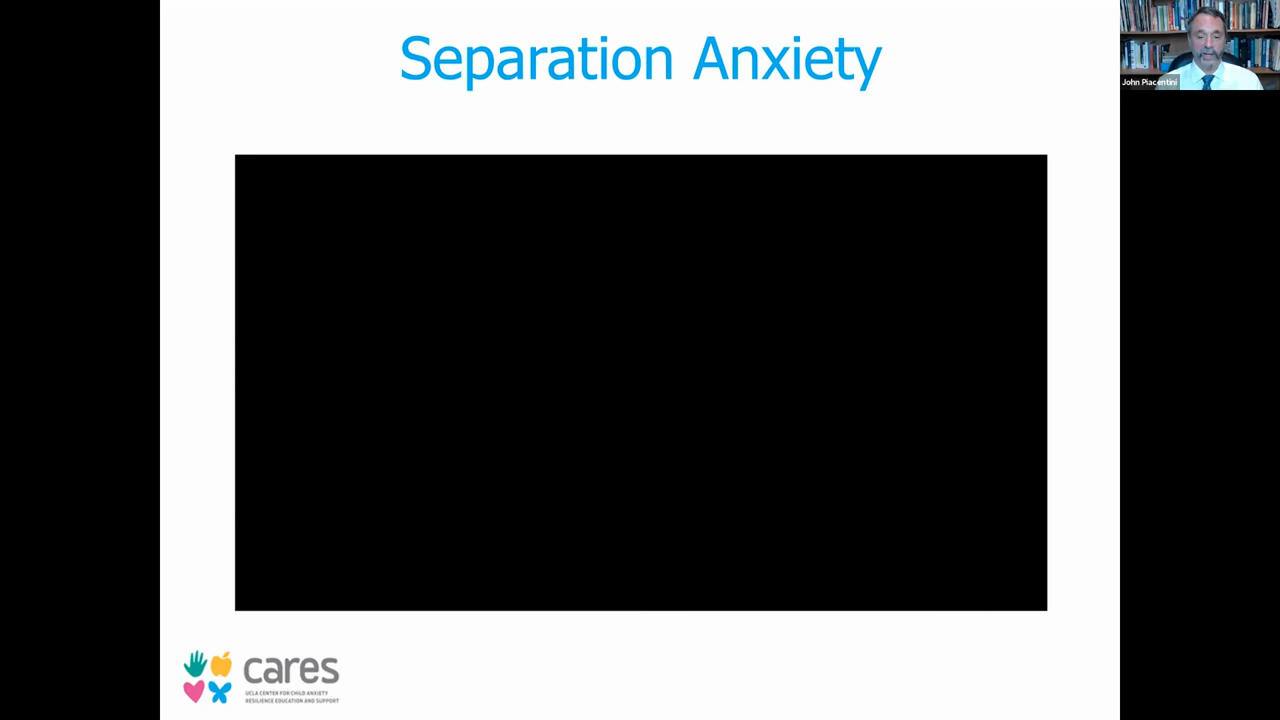 Separation Anxiety
John Piacentini
cares
UCLA CENTER FOR CHILD ANXIETY
RESILIENCE EDUCATION AND SUPPORT